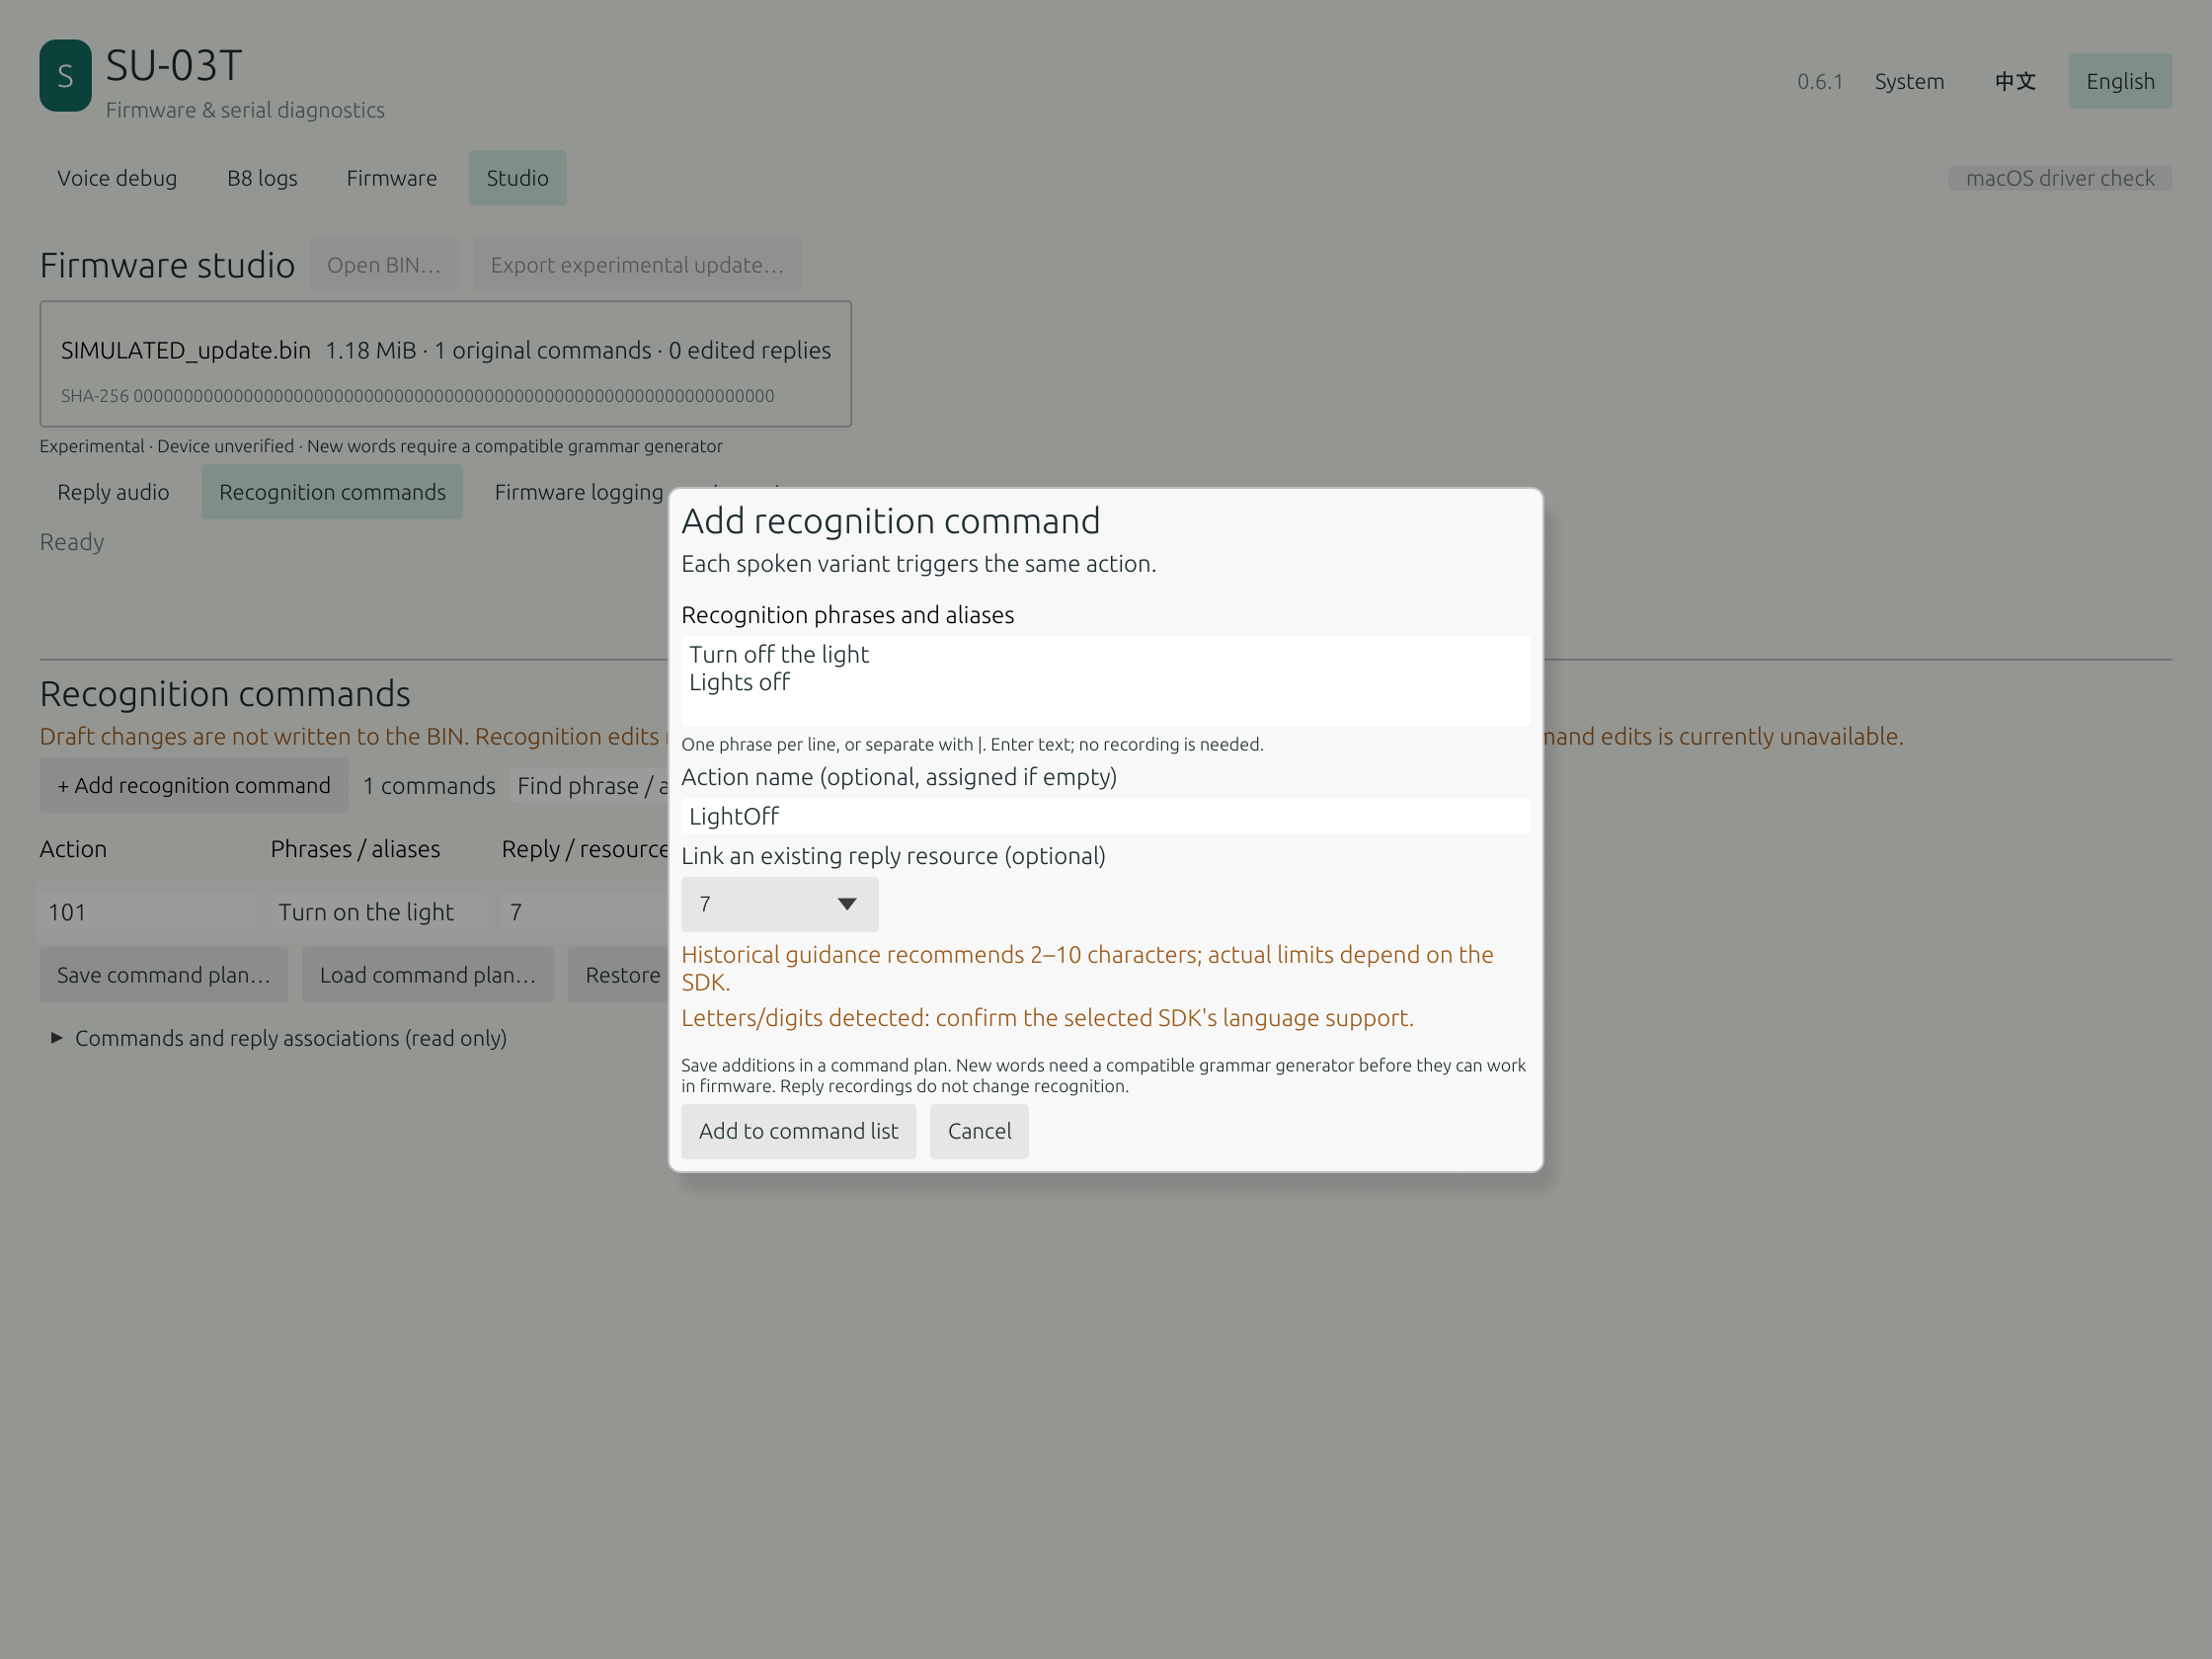 S
SU-03T
Firmware & serial diagnostics
0.6.1 System 中文 English
Voice debug B8 logs Firmware Studio
macOS driver check
Firmware studio Open BIN... Export experimental update...
SIMULATED_update.bin 1.18 MiB · 1 original commands · 0 edited replies
SHA-256 0000000000000000000000000000000000000000000000000000000000000000
Experimental · Device unverified · New words require a compatible grammar generator
Reply audio Recognition commands Firmware logging
Ready
Recognition commands
Draft changes are not written to the BIN. Recognition edits
mand edits is currently unavailable.
+ Add recognition command 1 commands Find phrase / a
Action Phrases / aliases Reply / resource
101 Turn on the light 7
Save command plan... Load command plan... Restore
▶ Commands and reply associations (read only)
Add recognition command
Each spoken variant triggers the same action.
Recognition phrases and aliases
Turn off the light
Lights off
One phrase per line, or separate with |. Enter text; no recording is needed.
Action name (optional, assigned if empty)
LightOff
Link an existing reply resource (optional)
7
Historical guidance recommends 2–10 characters; actual limits depend on the
SDK.
Letters/digits detected: confirm the selected SDK's language support.
Save additions in a command plan. New words need a compatible grammar generator before they can work
in firmware. Reply recordings do not change recognition.
Add to command list Cancel